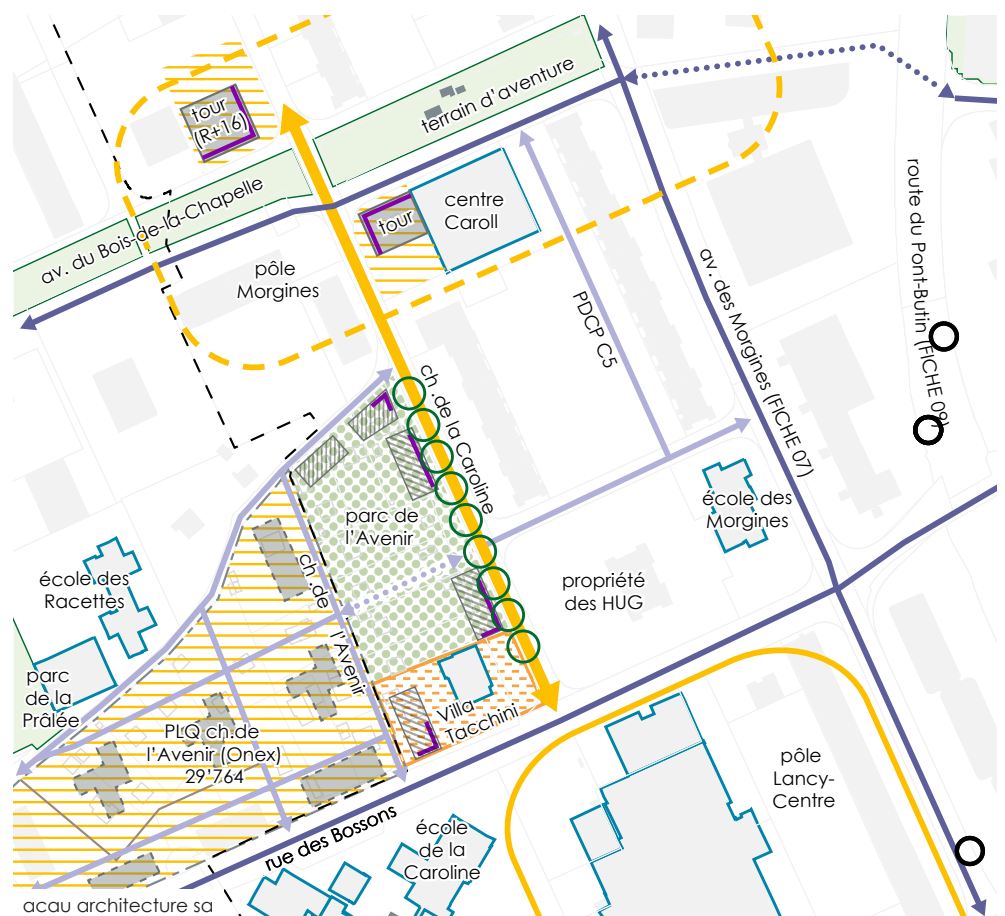 tour
(R+16)
terrain d'aventure
av. du Bois-de-la-Chapelle
tour
centre
Caroll
pôle
Morgines
PDCP C5
av. des Morgines (FICHE 07)
route du Pont-Butin (FICHE 09)
ch. de la Caroline
parc de
l'Avenir
école des
Morgines
école des
Racettes
ch. de l'Avenir
propriété
des HUG
parc
de la
Prâlée
PLQ ch.de
l'Avenir (Onex)
29'764
Villa
Tacchini
pôle
Lancy-
Centre
rue des Bossons
école
de la
Caroline
acau architecture sa